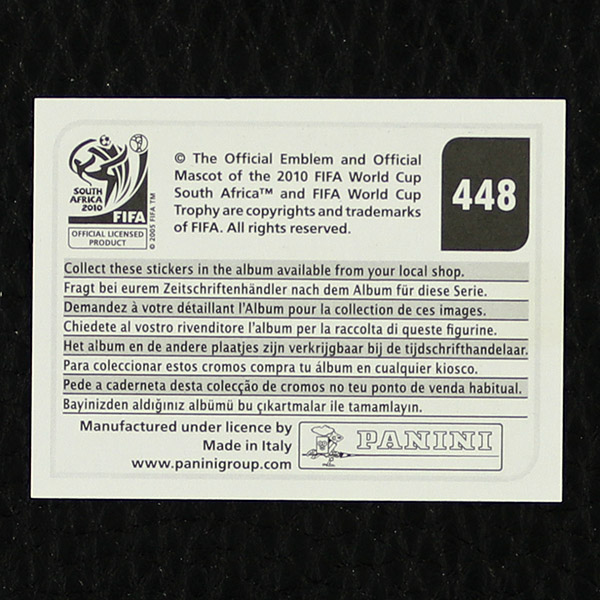 SOUTH AFRICA 2010
FIFA
OFFICIAL LICENSED PRODUCT
© 2005 FIFA TM
© The Official Emblem and Official
Mascot of the 2010 FIFA World Cup
South Africa™ and FIFA World Cup
Trophy are copyrights and trademarks
of FIFA. All rights reserved.
448
Collect these stickers in the album available from your local shop.
Fragt bei eurem Zeitschriftenhändler nach dem Album für diese Serie.
Demandez à votre détaillant l'Album pour la collection de ces images.
Chiedete al vostro rivenditore l'album per la raccolta di queste figurine.
Het album en de andere plaatjes zijn verkrijgbaar bij de tijdschrifthandelaar.
Para coleccionar estos cromos compra tu álbum en cualquier kiosco.
Pede a caderneta desta colecção de cromos no teu ponto de venda habitual.
Bayinizden aldığınız albümü bu çıkartmalar ile tamamlayın.
Manufactured under licence by
Made in Italy
www.paninigroup.com
PANINI